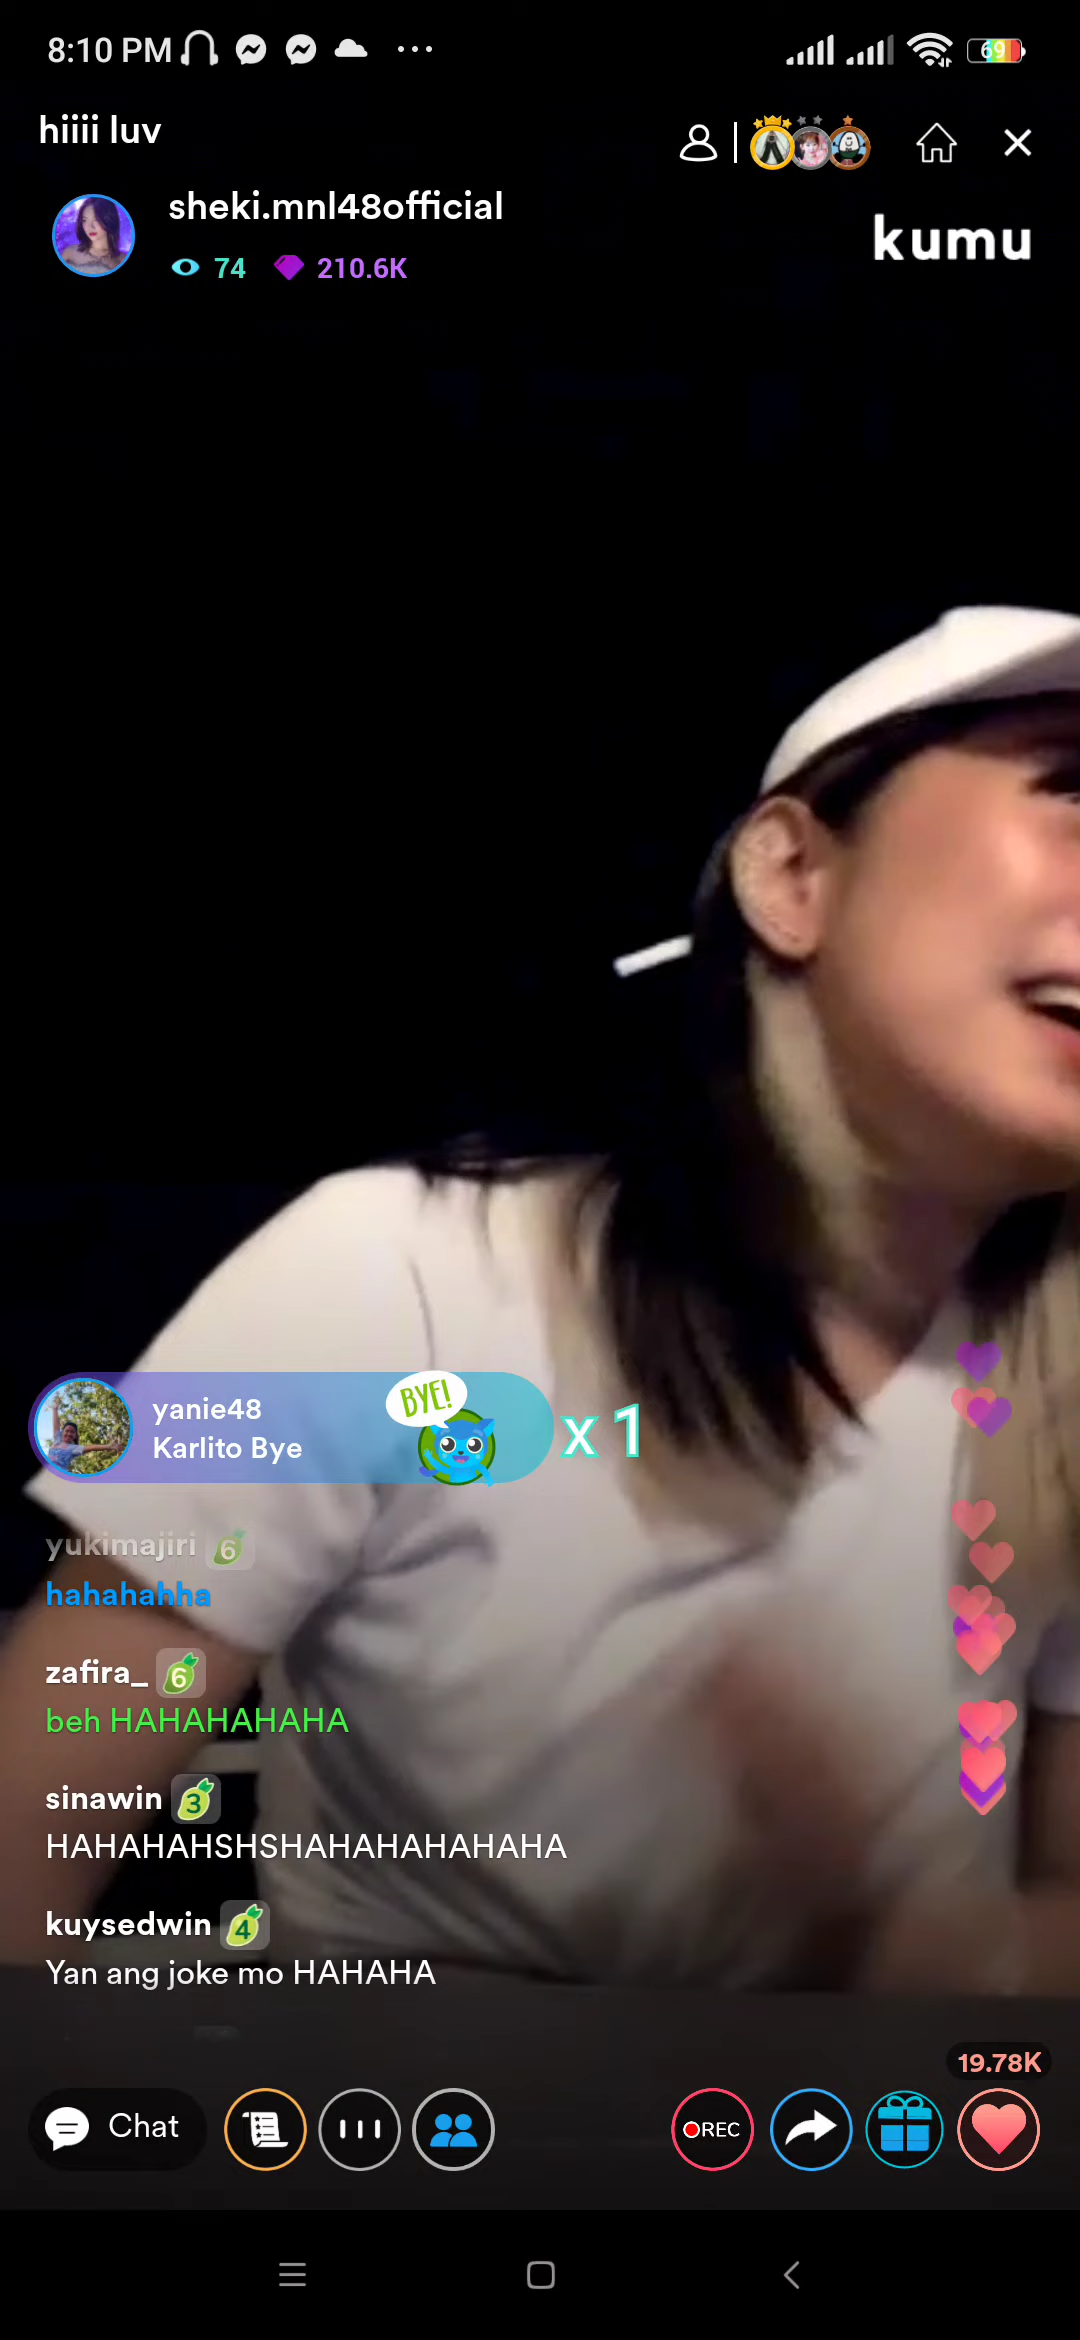 8:10 PM
69
hiiii luv
sheki.mnl48official
74
210.6K
kumu
BYE!
yanie48
Karlito Bye
x 1
yukimajiri 6
hahahahha
zafira_ 6
beh HAHAHAHAHA
sinawin 3
HAHAHAHSHSHAHAHAHAHAHA
kuysedwin 4
Yan ang joke mo HAHAHA
19.78K
Chat
REC